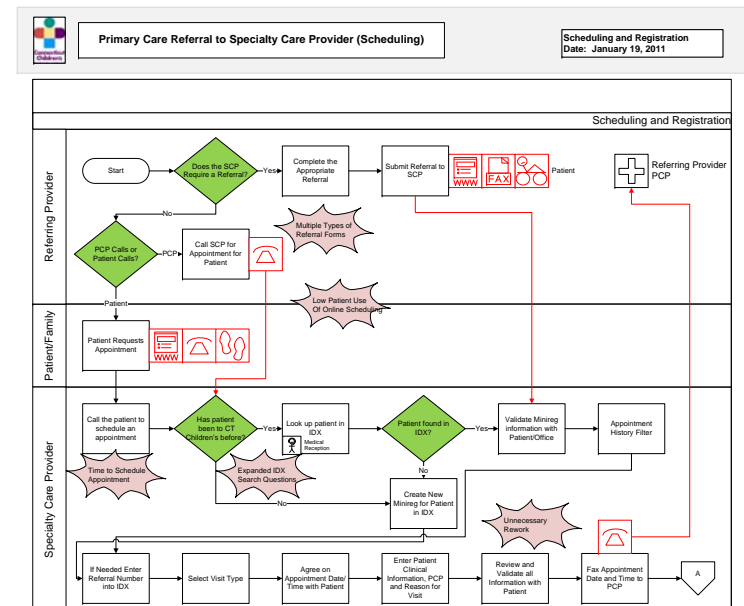 Connecticut
Children's
Primary Care Referral to Specialty Care Provider (Scheduling)
Scheduling and Registration
Date: January 19, 2011
Scheduling and Registration
Referring Provider
Start
Does the SCP
Require a Referral?
Yes
Complete the
Appropriate
Referral
Submit Referral to
SCP
WWW
FAX
Patient
Referring Provider
PCP
No
Multiple Types of
Referral Forms
PCP Calls or
Patient Calls?
PCP
Call SCP for
Appointment for
Patient
Low Patient Use
Of Online Scheduling
Patient
Patient/Family
Patient Requests
Appointment
WWW
Specialty Care Provider
Call the patient to
schedule an
appointment
Has patient
been to CT
Children's before?
Yes
Look up patient in
IDX
Medical
Reception
Patient found in
IDX?
Yes
Validate Minireg
information with
Patient/Office
Appointment
History Filter
Time to Schedule
Appointment
Expanded IDX
Search Questions
No
No
Create New
Minireg for Patient
in IDX
Unnecessary
Rework
If Needed Enter
Referral Number
into IDX
Select Visit Type
Agree on
Appointment Date/
Time with Patient
Enter Patient
Clinical
Information, PCP
and Reason for
Visit
Review and
Validate all
Information with
Patient
Fax Appointment
Date and Time to
PCP
A